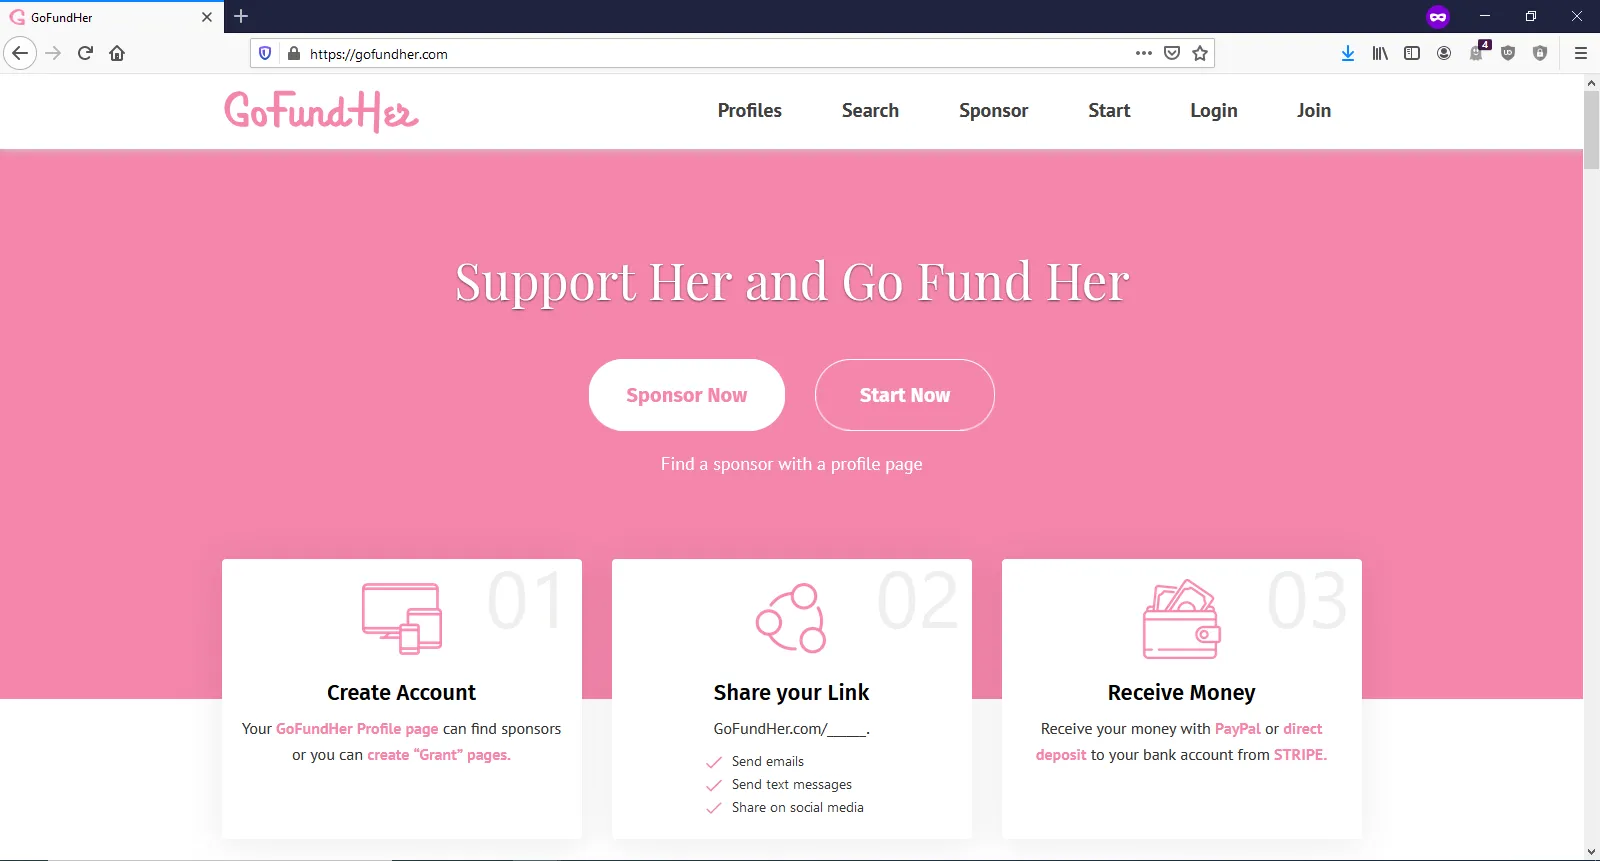 GoFundHer
https://gofundher.com
4
GoFundHer
Profiles Search Sponsor Start Login Join
Support Her and Go Fund Her
Sponsor Now Start Now
Find a sponsor with a profile page
01
Create Account
Your GoFundHer Profile page can find sponsors
or you can create “Grant” pages.
02
Share your Link
GoFundHer.com/_____.
Send emails
Send text messages
Share on social media
03
Receive Money
Receive your money with PayPal or direct
deposit to your bank account from STRIPE.